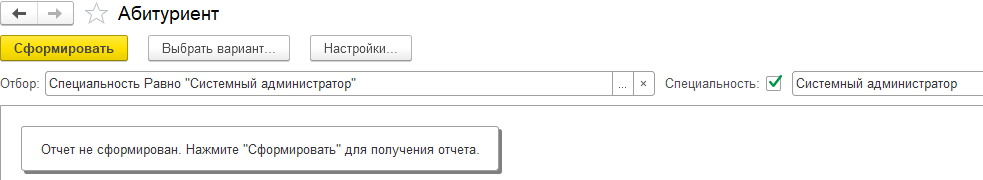 Абитуриент
Сформировать Выбрать вариант... Настройки...
Отбор: Специальность Равно "Системный администратор" ... × Специальность: Системный администратор
Отчет не сформирован. Нажмите "Сформировать" для получения отчета.